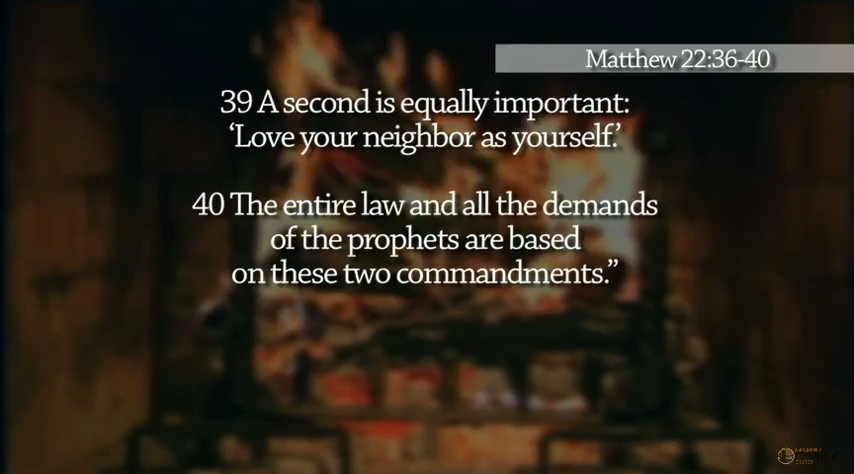 Matthew 22:36-40
39 A second is equally important:
‘Love your neighbor as yourself.’
40 The entire law and all the demands
of the prophets are based
on these two commandments.”